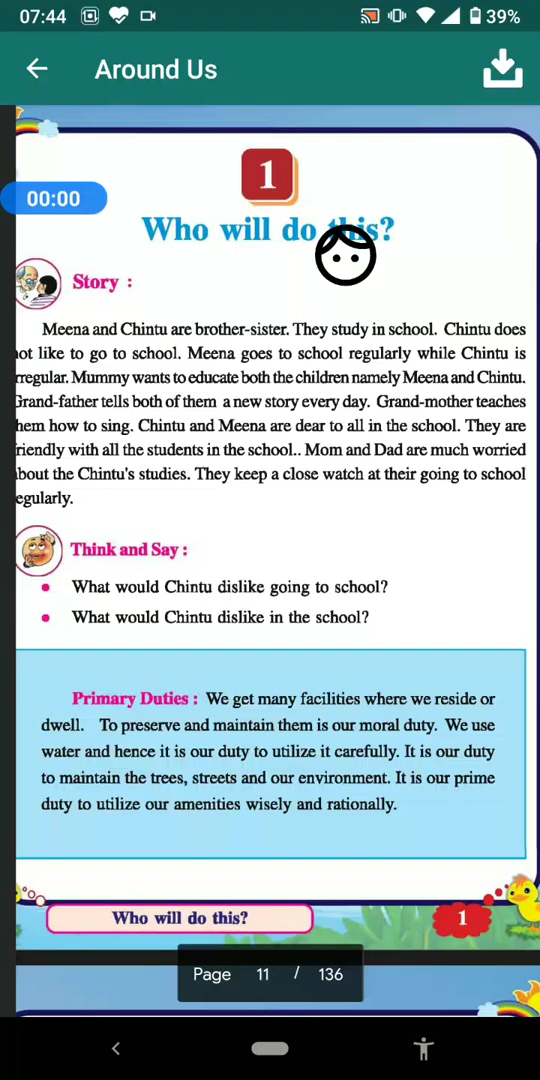 07:44
39%
Around Us
1
00:00
Who will do this?
Story :
Meena and Chintu are brother-sister. They study in school. Chintu does
ot like to go to school. Meena goes to school regularly while Chintu is
rregular. Mummy wants to educate both the children namely Meena and Chintu.
Grand-father tells both of them a new story every day. Grand-mother teaches
hem how to sing. Chintu and Meena are dear to all in the school. They are
riendly with all the students in the school.. Mom and Dad are much worried
bout the Chintu's studies. They keep a close watch at their going to school
egularly.
Think and Say :
• What would Chintu dislike going to school?
• What would Chintu dislike in the school?
Primary Duties : We get many facilities where we reside or
dwell. To preserve and maintain them is our moral duty. We use
water and hence it is our duty to utilize it carefully. It is our duty
to maintain the trees, streets and our environment. It is our prime
duty to utilize our amenities wisely and rationally.
Who will do this?
1
Page 11 / 136